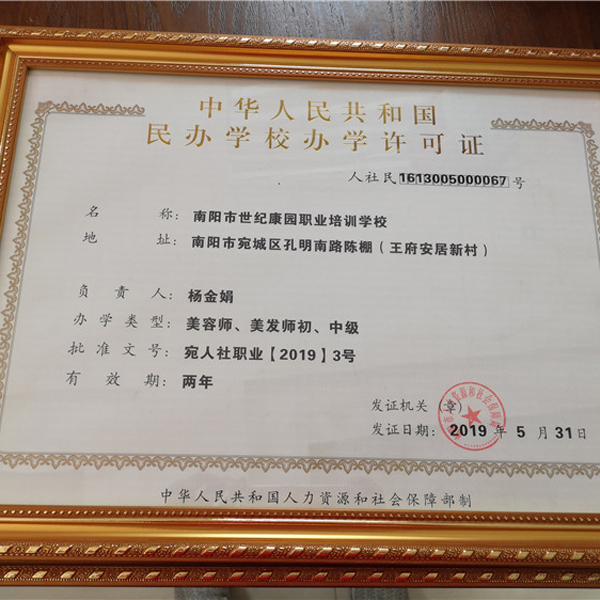 中华人民共和国
民办学校办学许可证
人社民1613005000067号
名称：南阳市世纪康园职业培训学校
地址：南阳市宛城区孔明南路陈棚（王府安居新村）
负责人：杨金娟
办学类型：美容师、美发师初、中级
批准文号：宛人社职业【2019】3号
有效期：两年
发证机关（章）
发证日期：2019年5月31日
中华人民共和国人力资源和社会保障部制